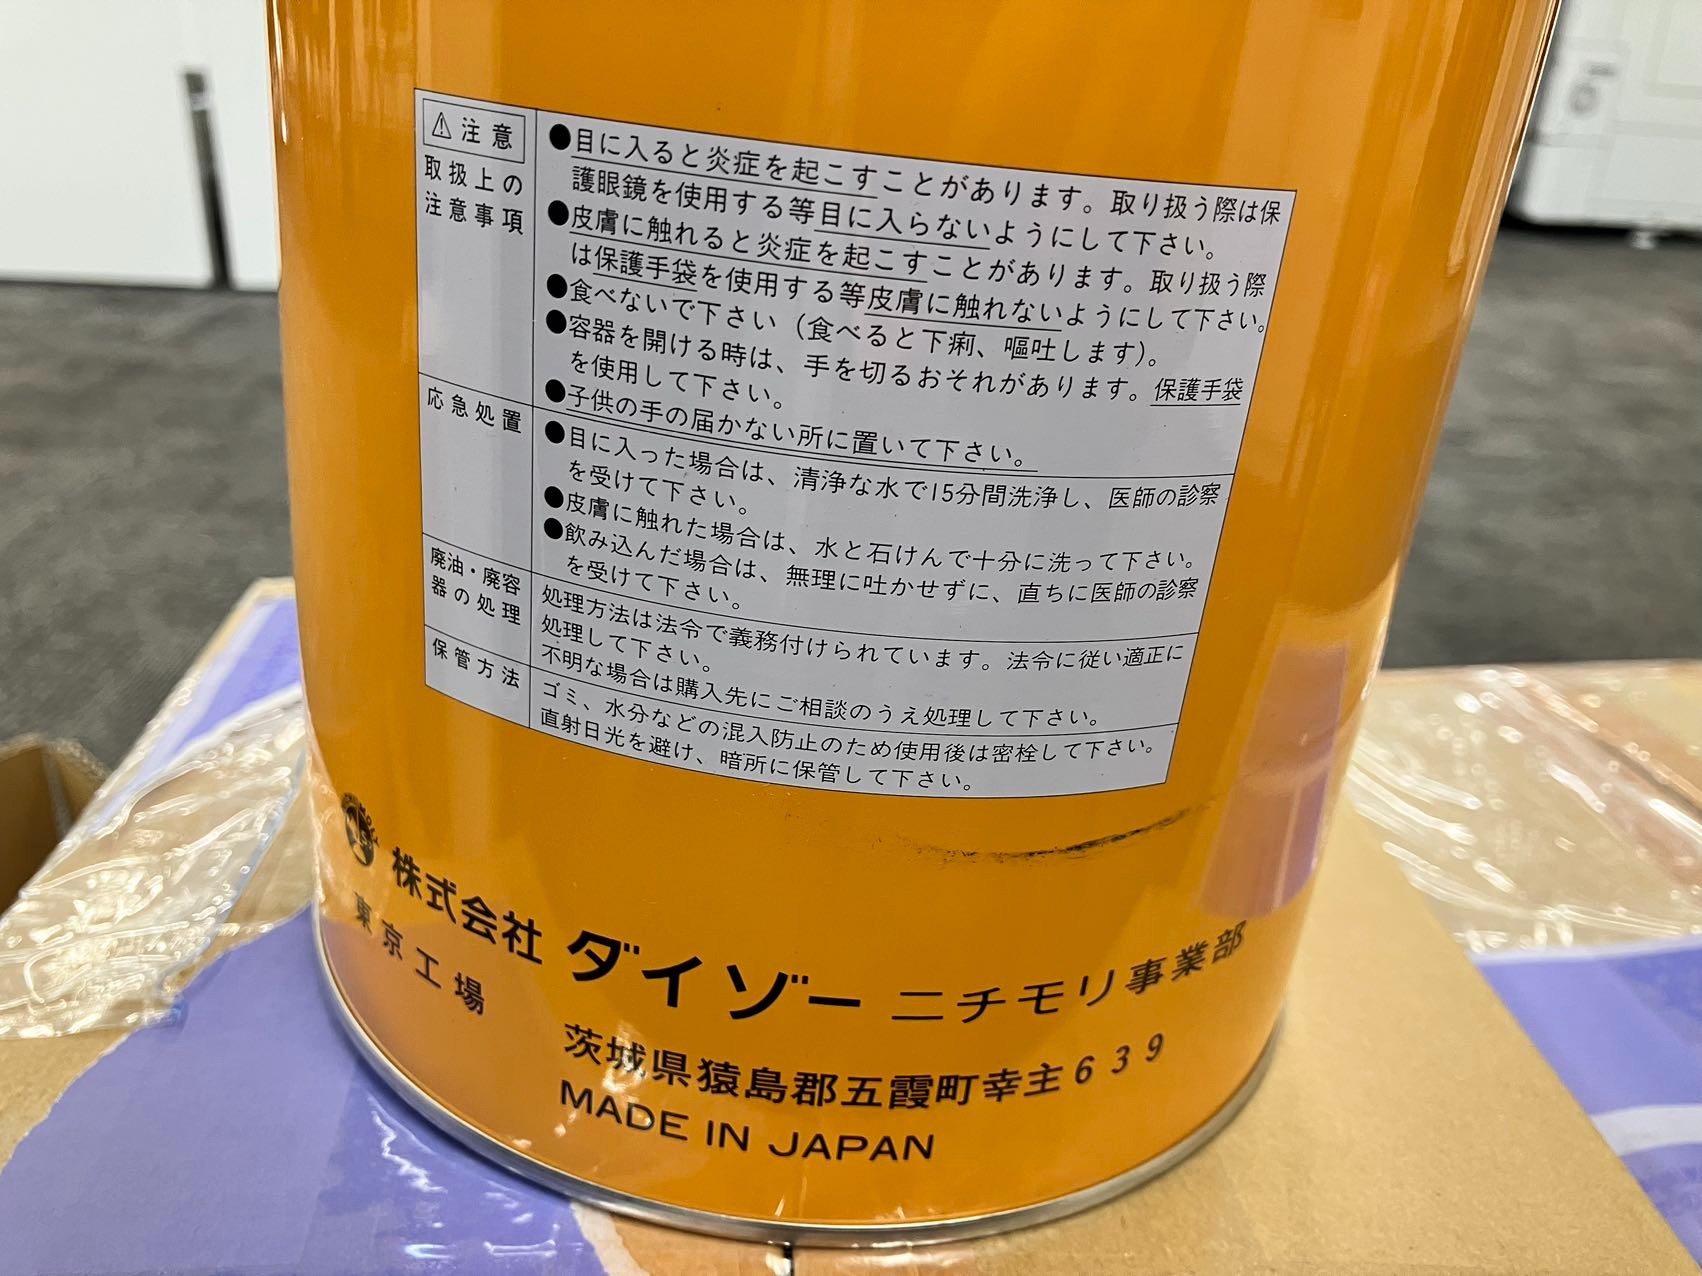 ⚠注意
取扱上の
注意事項
●目に入ると炎症を起こすことがあります。取り扱う際は保
護眼鏡を使用する等目に入らないようにして下さい。
●皮膚に触れると炎症を起こすことがあります。取り扱う際
は保護手袋を使用する等皮膚に触れないようにして下さい。
●食べないで下さい（食べると下痢、嘔吐します）。
●容器を開ける時は、手を切るおそれがあります。保護手袋
を使用して下さい。
●子供の手の届かない所に置いて下さい。
応急処置
●目に入った場合は、清浄な水で15分間洗浄し、医師の診察
を受けて下さい。
●皮膚に触れた場合は、水と石けんで十分に洗って下さい。
●飲み込んだ場合は、無理に吐かせずに、直ちに医師の診察
を受けて下さい。
廃油・廃容
器の処理
処理方法は法令で義務付けられています。法令に従い適正に
処理して下さい。
不明な場合は購入先にご相談のうえ処理して下さい。
保管方法
ゴミ、水分などの混入防止のため使用後は密栓して下さい。
直射日光を避け、暗所に保管して下さい。
株式会社 ダイゾー ニチモリ事業部
東京工場
茨城県猿島郡五霞町幸主639
MADE IN JAPAN